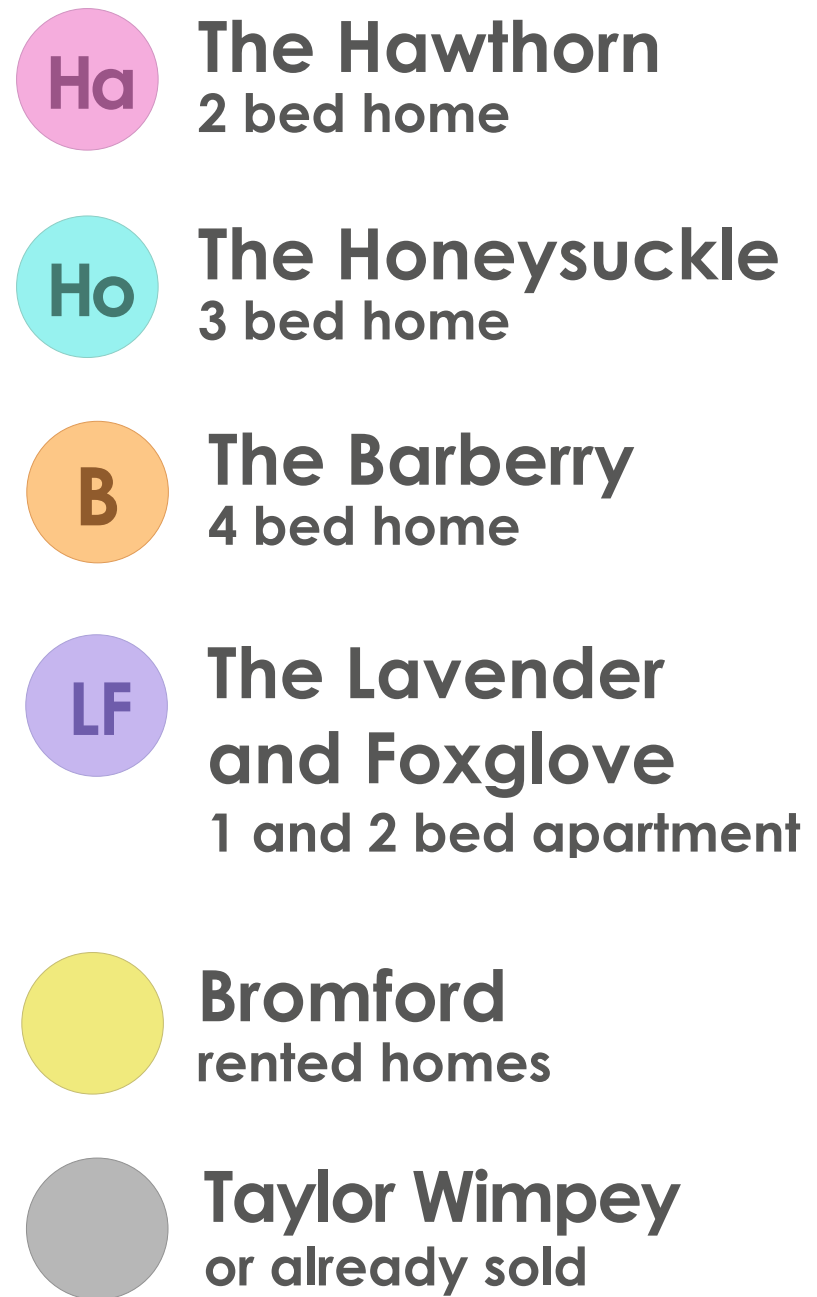 Ha
The Hawthorn
2 bed home
Ho
The Honeysuckle
3 bed home
B
The Barberry
4 bed home
LF
The Lavender
and Foxglove
1 and 2 bed apartment
Bromford
rented homes
Taylor Wimpey
or already sold